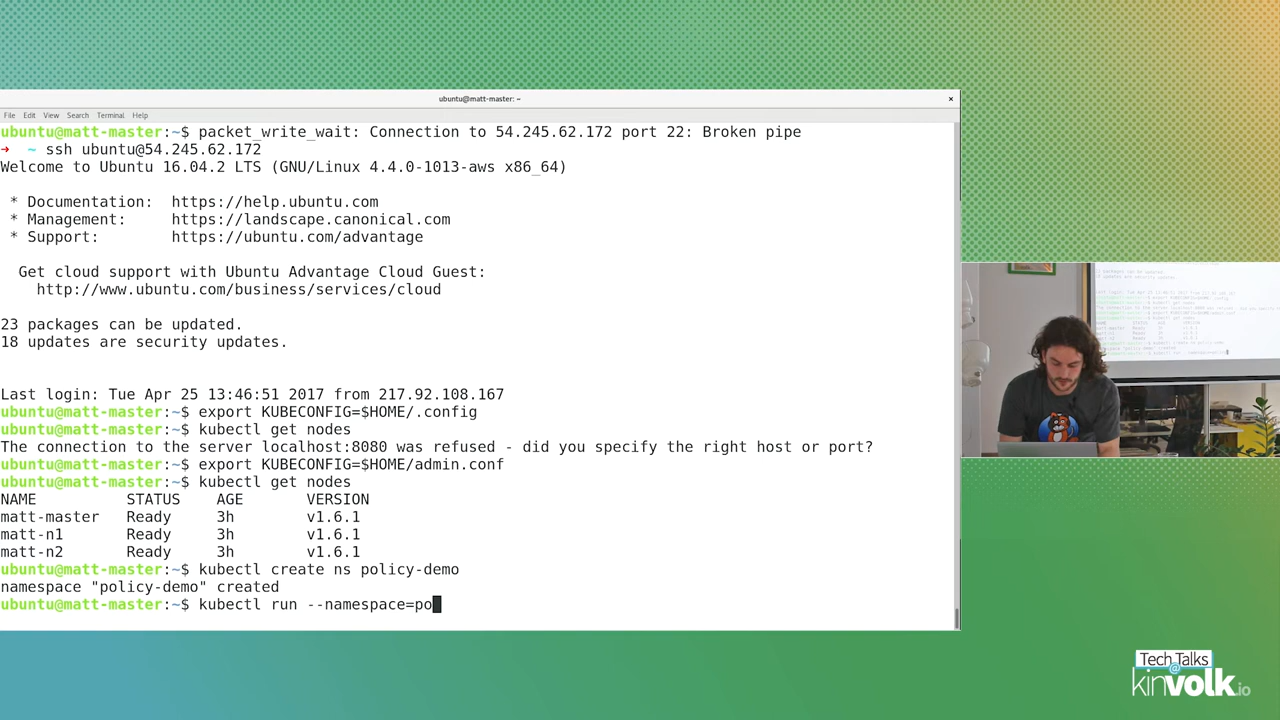 ubuntu@matt-master: ~
File Edit View Search Terminal Help
ubuntu@matt-master:~$ packet_write_wait: Connection to 54.245.62.172 port 22: Broken pipe
➜ ~ ssh ubuntu@54.245.62.172
Welcome to Ubuntu 16.04.2 LTS (GNU/Linux 4.4.0-1013-aws x86_64)
* Documentation: https://help.ubuntu.com
* Management: https://landscape.canonical.com
* Support: https://ubuntu.com/advantage
Get cloud support with Ubuntu Advantage Cloud Guest:
http://www.ubuntu.com/business/services/cloud
23 packages can be updated.
18 updates are security updates.
Last login: Tue Apr 25 13:46:51 2017 from 217.92.108.167
ubuntu@matt-master:~$ export KUBECONFIG=$HOME/.config
ubuntu@matt-master:~$ kubectl get nodes
The connection to the server localhost:8080 was refused - did you specify the right host or port?
ubuntu@matt-master:~$ export KUBECONFIG=$HOME/admin.conf
ubuntu@matt-master:~$ kubectl get nodes
NAME STATUS AGE VERSION
matt-master Ready 3h v1.6.1
matt-n1 Ready 3h v1.6.1
matt-n2 Ready 3h v1.6.1
ubuntu@matt-master:~$ kubectl create ns policy-demo
namespace "policy-demo" created
ubuntu@matt-master:~$ kubectl run --namespace=po
Tech Talks
@
kinvolk.io